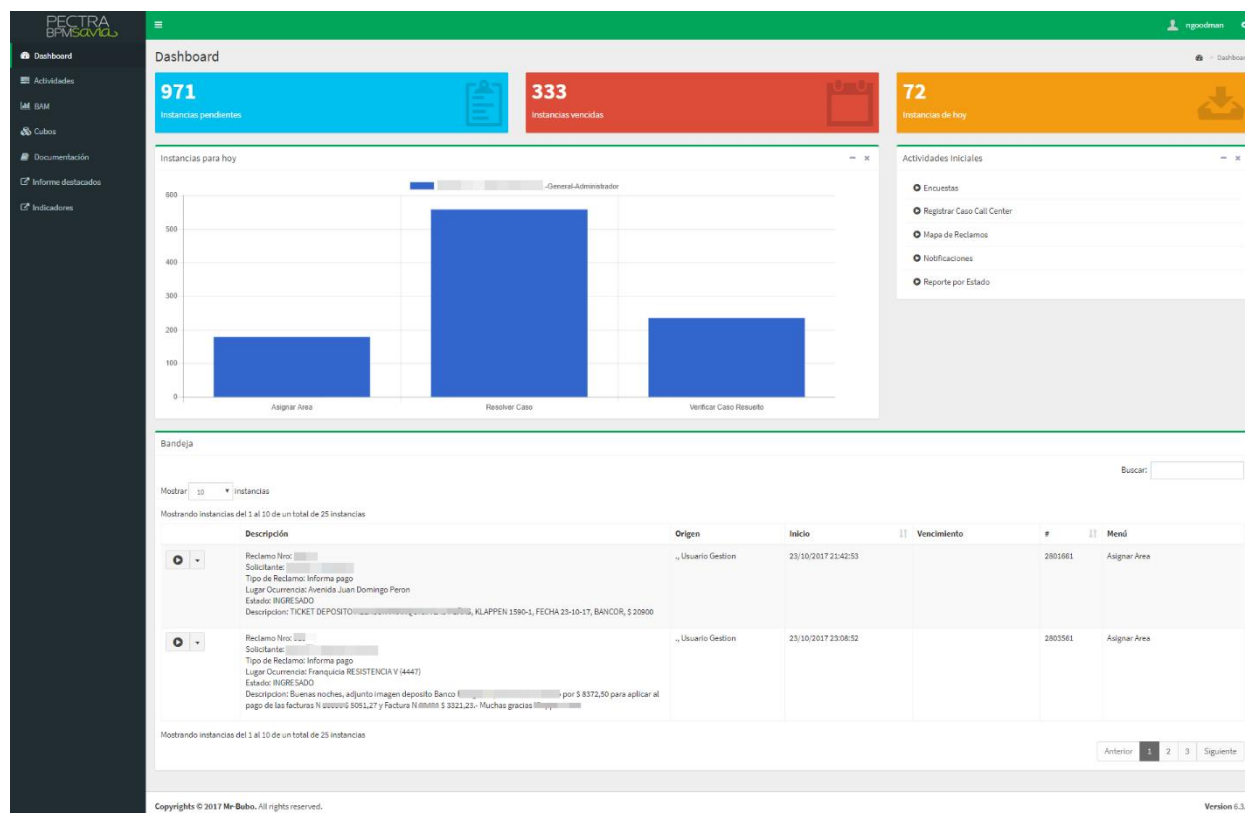 PECTRA
BPMSavia
ngoodman
Dashboard
Actividades
BAM
Cubos
Documentación
Informe destacados
Indicadores
Dashboard
Dashboar
971
Instancias pendientes
333
Instancias vencidas
72
Instancias de hoy
Instancias para hoy
-General-Administrador
600
500
400
300
200
100
0
Asignar Area
Resolver Caso
Verificar Caso Resuelto
Actividades Iniciales
Encuestas
Registrar Caso Call Center
Mapa de Reclamos
Notificaciones
Reporte por Estado
Bandeja
Buscar:
Mostrar 10 instancias
Mostrando instancias del 1 al 10 de un total de 25 instancias
Descripción Origen Inicio Vencimiento # Menú
Reclamo Nro: ., Usuario Gestion 23/10/2017 21:42:53 2801661 Asignar Area
Solicitante:
Tipo de Reclamo: Informa pago
Lugar Ocurrencia: Avenida Juan Domingo Peron
Estado: INGRESADO
Descripcion: TICKET DEPOSITO , KLAPPEN 1590-1, FECHA 23-10-17, BANCOR, $ 20900
Reclamo Nro: ., Usuario Gestion 23/10/2017 23:08:52 2803561 Asignar Area
Solicitante:
Tipo de Reclamo: Informa pago
Lugar Ocurrencia: Franquicia RESISTENCIA V (4447)
Estado: INGRESADO
Descripcion: Buenas noches, adjunto imagen deposito Banco por $ 8372,50 para aplicar al
pago de las facturas N $ 5051,27 y Factura N $ 3321,23.- Muchas gracias
Mostrando instancias del 1 al 10 de un total de 25 instancias
Anterior 1 2 3 Siguiente
Copyrights © 2017 Mr-Bubo. All rights reserved.
Version 6.3.